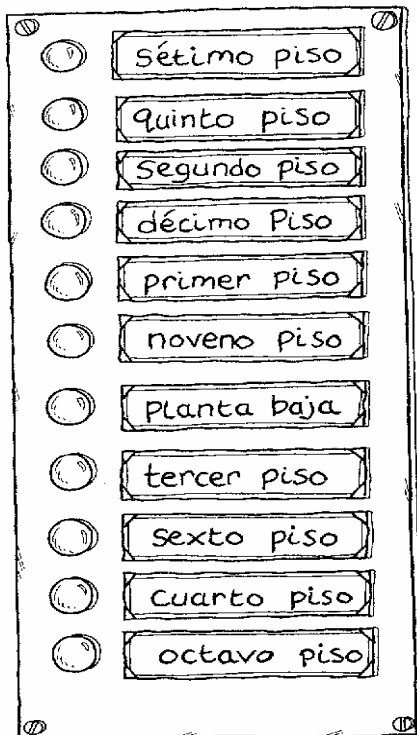 sétimo piso
quinto piso
segundo piso
décimo Piso
primer piso
noveno piso
planta baja
tercer piso
sexto piso
cuarto piso
octavo piso